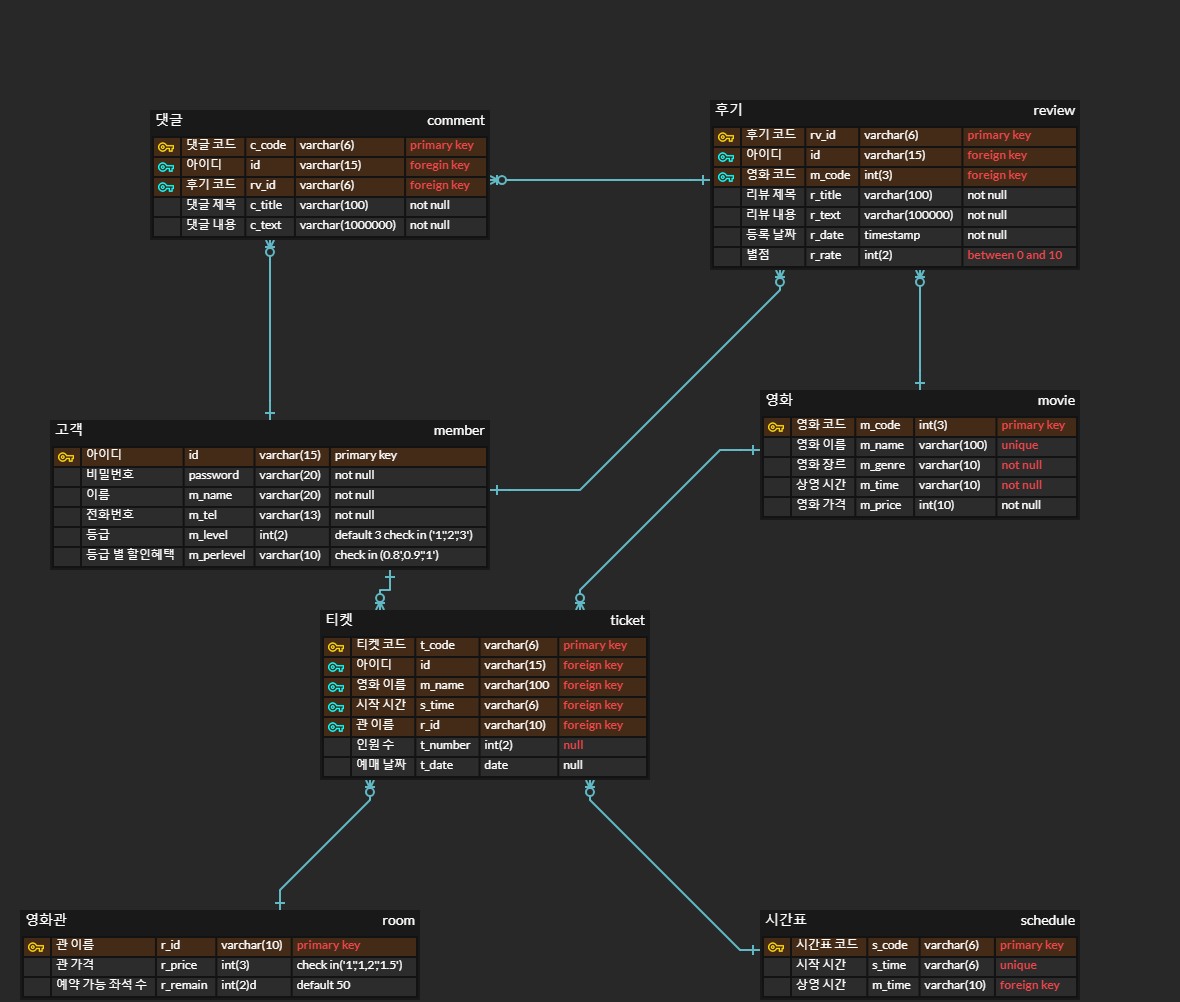 댓글 comment
댓글 코드 c_code varchar(6) primary key
아이디 id varchar(15) foregin key
후기 코드 rv_id varchar(6) foreign key
댓글 제목 c_title varchar(100) not null
댓글 내용 c_text varchar(1000000) not null
후기 review
후기 코드 rv_id varchar(6) primary key
아이디 id varchar(15) foreign key
영화 코드 m_code int(3) foreign key
리뷰 제목 r_title varchar(100) not null
리뷰 내용 r_text varchar(100000) not null
등록 날짜 r_date timestamp not null
별점 r_rate int(2) between 0 and 10
고객 member
아이디 id varchar(15) primary key
비밀번호 password varchar(20) not null
이름 m_name varchar(20) not null
전화번호 m_tel varchar(13) not null
등급 m_level int(2) default 3 check in ('1',"2",'3')
등급 별 할인혜택 m_perlevel varchar(10) check in (0.8',0.9",'1')
영화 movie
영화 코드 m_code int(3) primary key
영화 이름 m_name varchar(100) unique
영화 장르 m_genre varchar(10) not null
상영 시간 m_time varchar(10) not null
영화 가격 m_price int(10) not null
티켓 ticket
티켓 코드 t_code varchar(6) primary key
아이디 id varchar(15) foreign key
영화 이름 m_name varchar(100 foreign key
시작 시간 s_time varchar(6) foreign key
관 이름 r_id varchar(10) foreign key
인원 수 t_number int(2) null
예매 날짜 t_date date null
영화관 room
관 이름 r_id varchar(10) primary key
관 가격 r_price int(3) check in('1',"1,2",'1.5')
예약 가능 좌석 수 r_remain int(2)d default 50
시간표 schedule
시간표 코드 s_code varchar(6) primary key
시작 시간 s_time varchar(6) unique
상영 시간 m_time varchar(10) foreign key